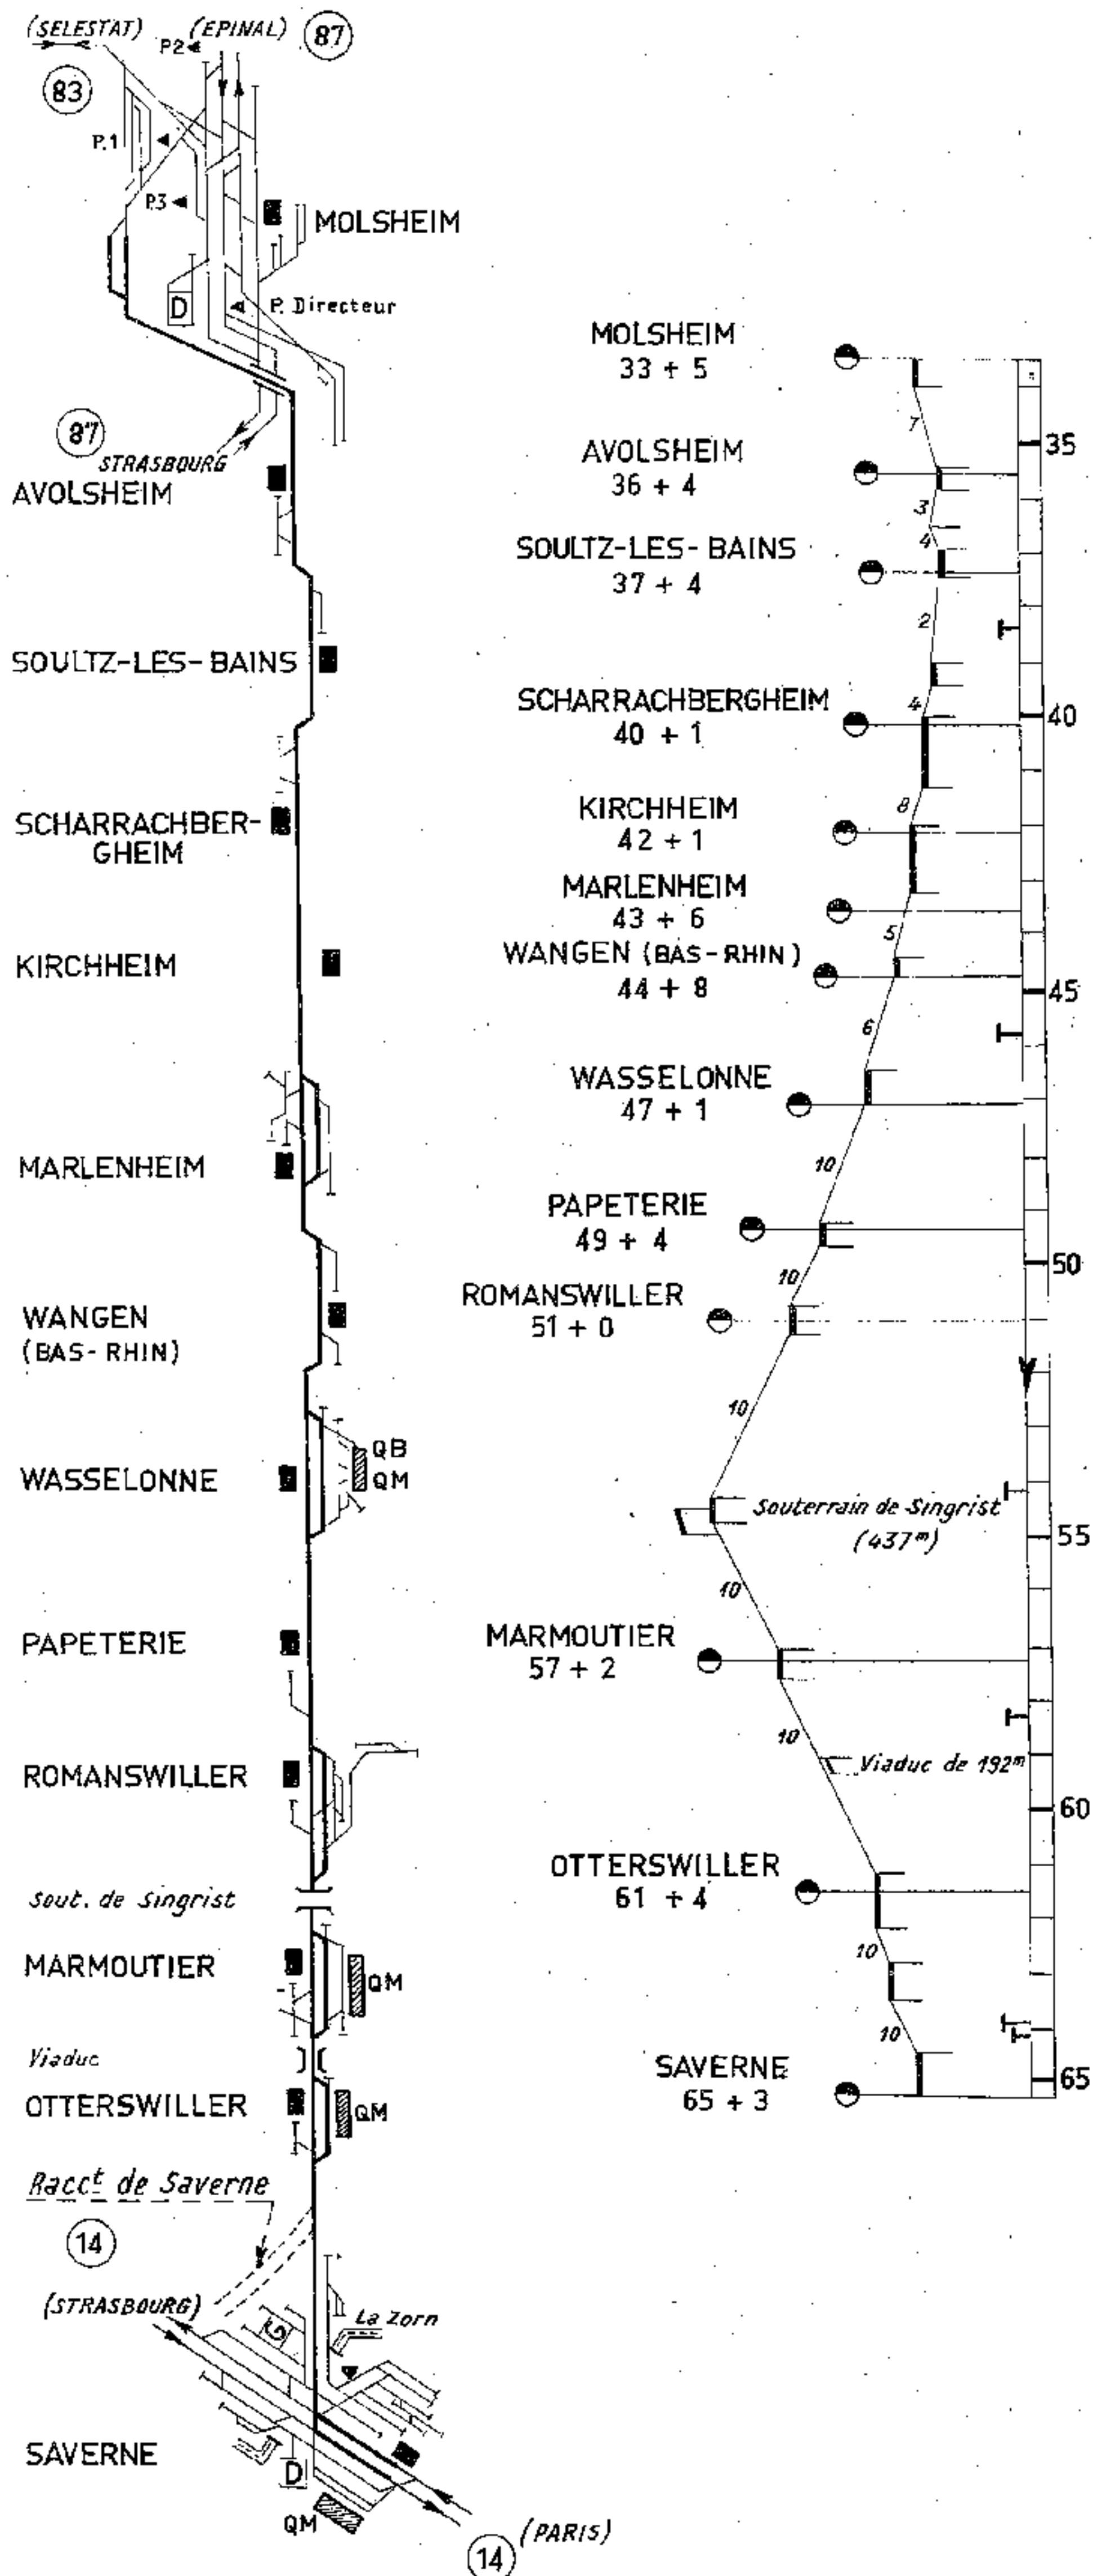 (SELESTAT)
(EPINAL)
87
P2
83
P.1
P.3
MOLSHEIM
D
P. Directeur
87
STRASBOURG
AVOLSHEIM
SOULTZ-LES-BAINS
SCHARRACHBER-
GHEIM
KIRCHHEIM
MARLENHEIM
WANGEN
(BAS-RHIN)
WASSELONNE
QB
QM
PAPETERIE
ROMANSWILLER
Sout. de Singrist
MARMOUTIER
QM
Viaduc
OTTERSWILLER
QM
Racct de Saverne
14
(STRASBOURG)
G
La Zorn
SAVERNE
D
QM
(PARIS)
14
MOLSHEIM
33 + 5
7
35
AVOLSHEIM
36 + 4
3
4
SOULTZ-LES-BAINS
37 + 4
2
SCHARRACHBERGHEIM
40 + 1
4
40
8
KIRCHHEIM
42 + 1
MARLENHEIM
43 + 6
5
WANGEN (BAS-RHIN)
44 + 8
45
6
WASSELONNE
47 + 1
10
PAPETERIE
49 + 4
50
10
ROMANSWILLER
51 + 0
10
Souterrain de Singrist
(437m)
55
10
MARMOUTIER
57 + 2
10
Viaduc de 192m
60
OTTERSWILLER
61 + 4
10
10
SAVERNE
65 + 3
65